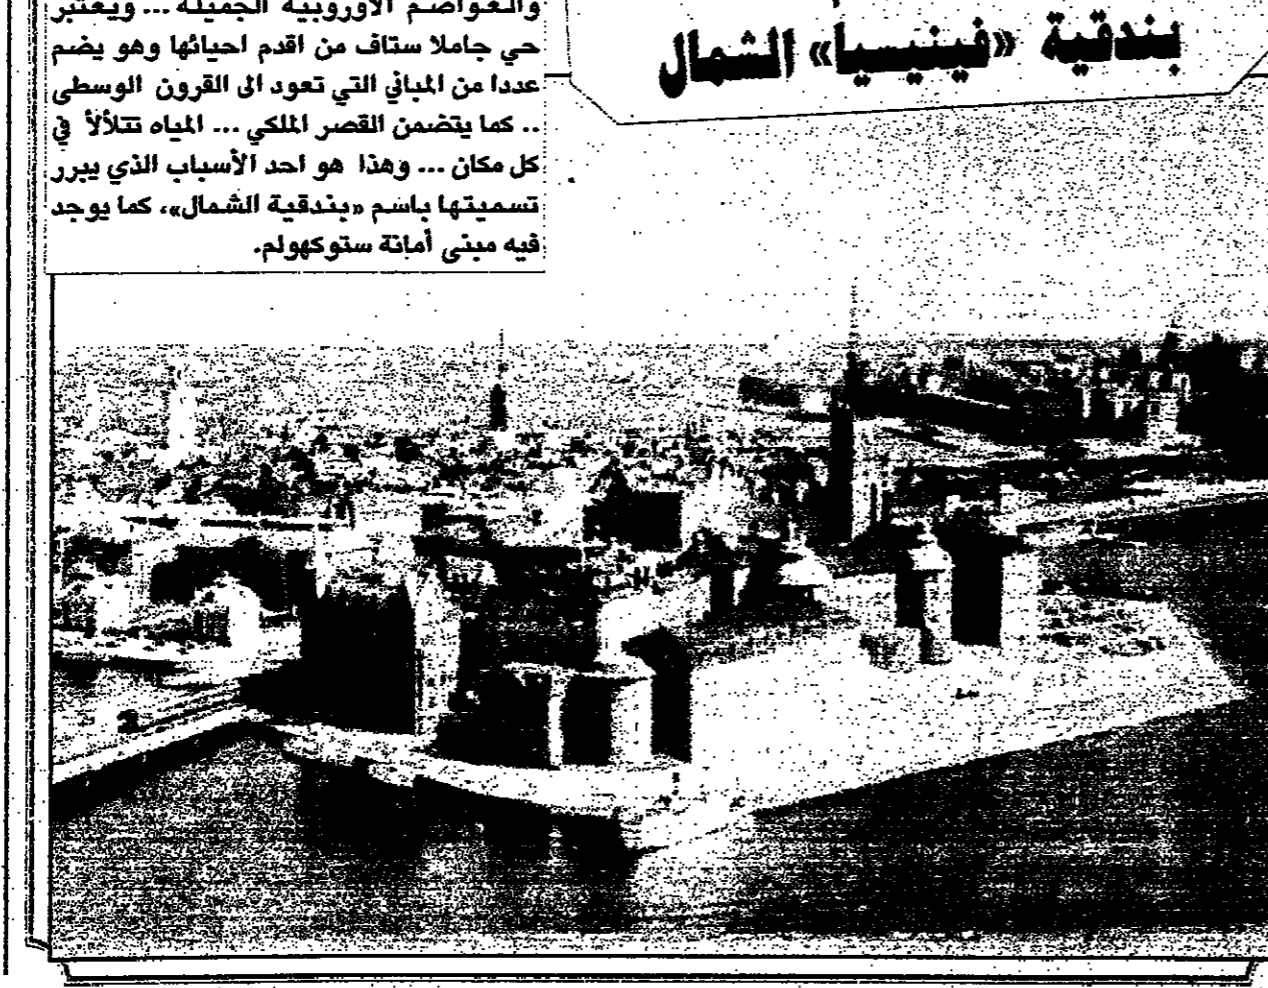 بندقية «فينيسيا» الشمال
والعواصم الأوروبية الجميلة ... ويعتبر
حي جاملا ستاف من اقدم احيائها وهو يضم
عددا من المباني التي تعود الى القرون الوسطى
.. كما يتضمن القصر الملكي ... المياه تتلألأ في
كل مكان ... وهذا هو احد الأسباب الذي يبرر
تسميتها باسم «بندقية الشمال»، كما يوجد
فيه مبنى أمانة ستوكهولم.